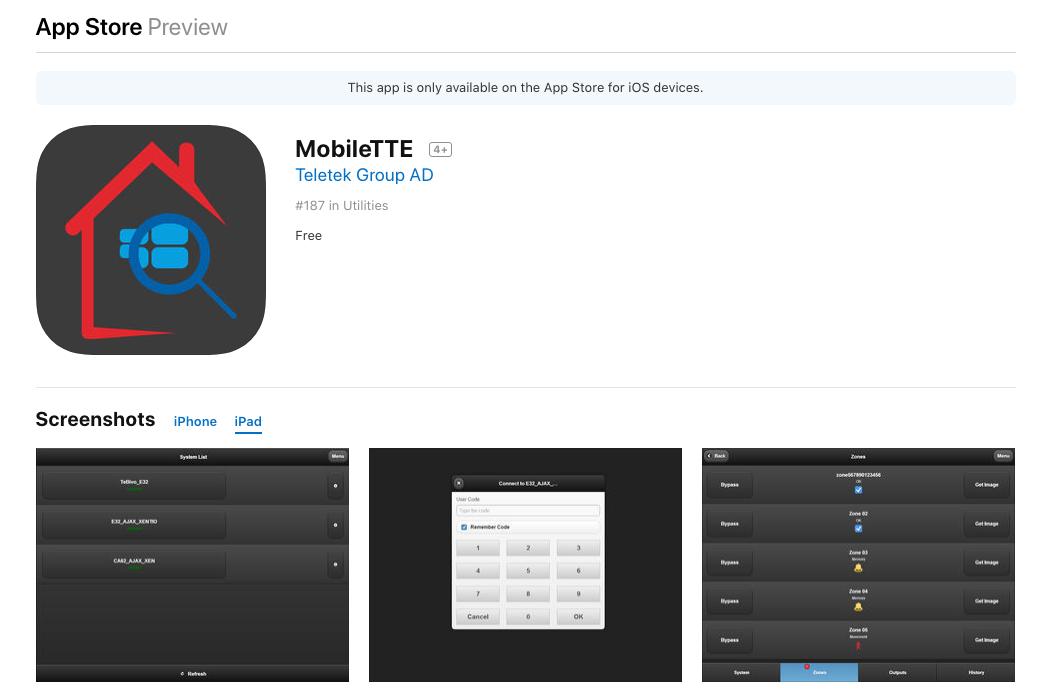 App Store Preview
This app is only available on the App Store for iOS devices.
MobileTTE 4+
Teletek Group AD
#187 in Utilities
Free
Screenshots iPhone iPad
System List Menu
TeBivo_E32
E32_AJAX_XENTIO
CA62_AJAX_XEN
Refresh
Connect to E32_AJAX_...
User Code
Type the code
Remember Code
1 2 3
4 5 6
7 8 9
Cancel 0 OK
Back Zones Menu
zone567890123456
OK
Bypass Get Image
Zone 02
OK
Bypass Get Image
Zone 03
Memory
Bypass Get Image
Zone 04
Memory
Bypass Get Image
Zone 05
Movement
Bypass Get Image
System Zones Outputs History